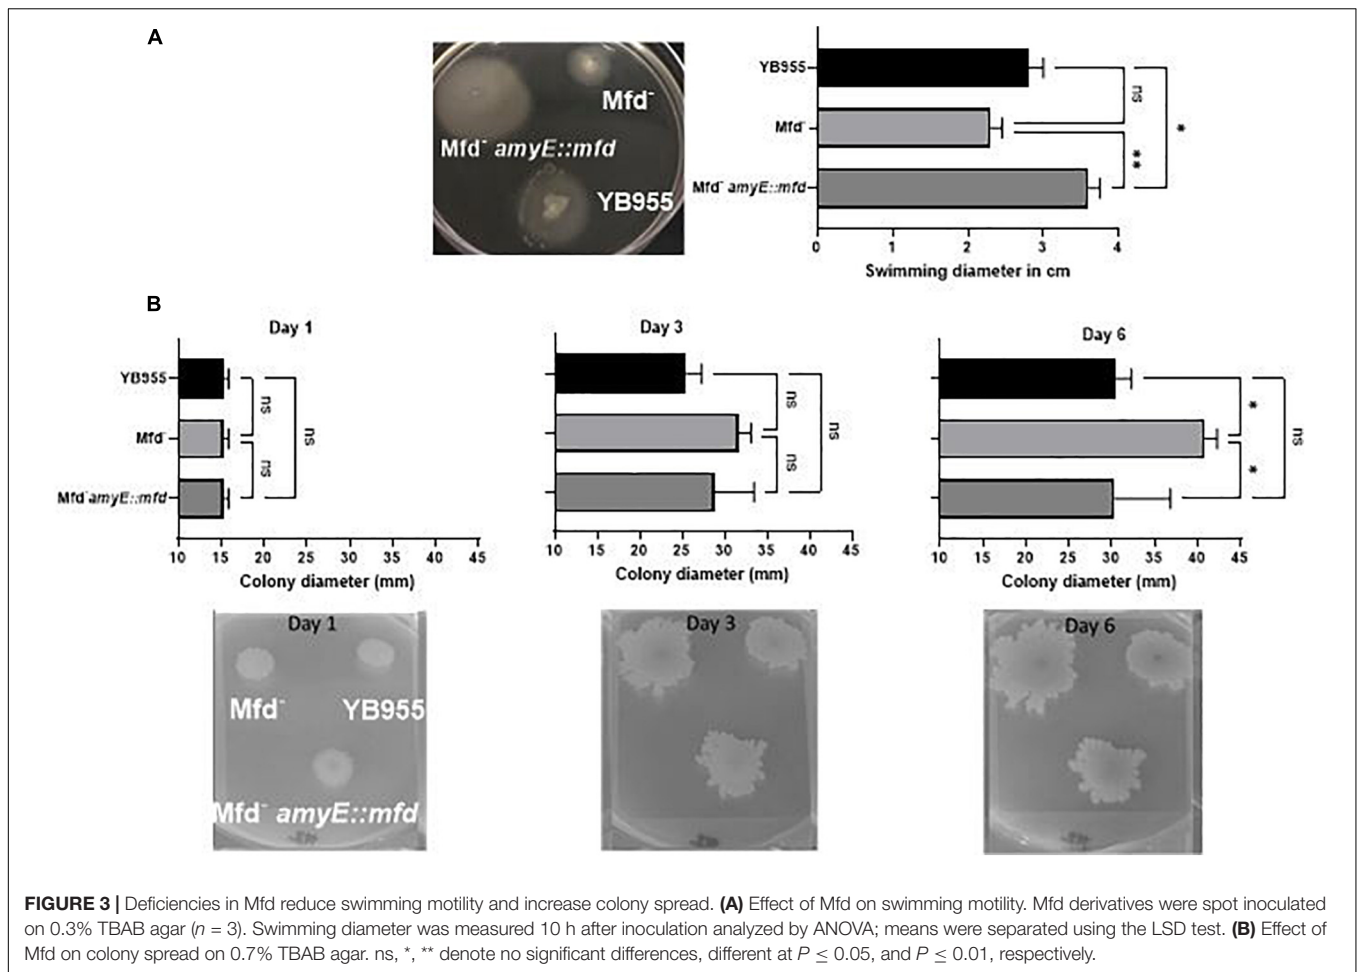 A
Mfd⁻
Mfd⁻ amyE::mfd
YB955
YB955
Mfd⁻
Mfd⁻ amyE::mfd
ns
**
*
0 1 2 3 4
Swimming diameter in cm
B
Day 1
YB955
Mfd⁻
Mfd⁻amyE::mfd
ns
ns
ns
10 15 20 25 30 35 40 45
Colony diameter (mm)
Day 3
ns
ns
ns
10 15 20 25 30 35 40 45
Colony diameter (mm)
Day 6
*
*
ns
10 15 20 25 30 35 40 45
Colony diameter (mm)
Day 1
Mfd⁻ YB955
Mfd⁻ amyE::mfd
Day 3
Day 6
FIGURE 3 | Deficiencies in Mfd reduce swimming motility and increase colony spread. (A) Effect of Mfd on swimming motility. Mfd derivatives were spot inoculated
on 0.3% TBAB agar (n = 3). Swimming diameter was measured 10 h after inoculation analyzed by ANOVA; means were separated using the LSD test. (B) Effect of
Mfd on colony spread on 0.7% TBAB agar. ns, *, ** denote no significant differences, different at P ≤ 0.05, and P ≤ 0.01, respectively.